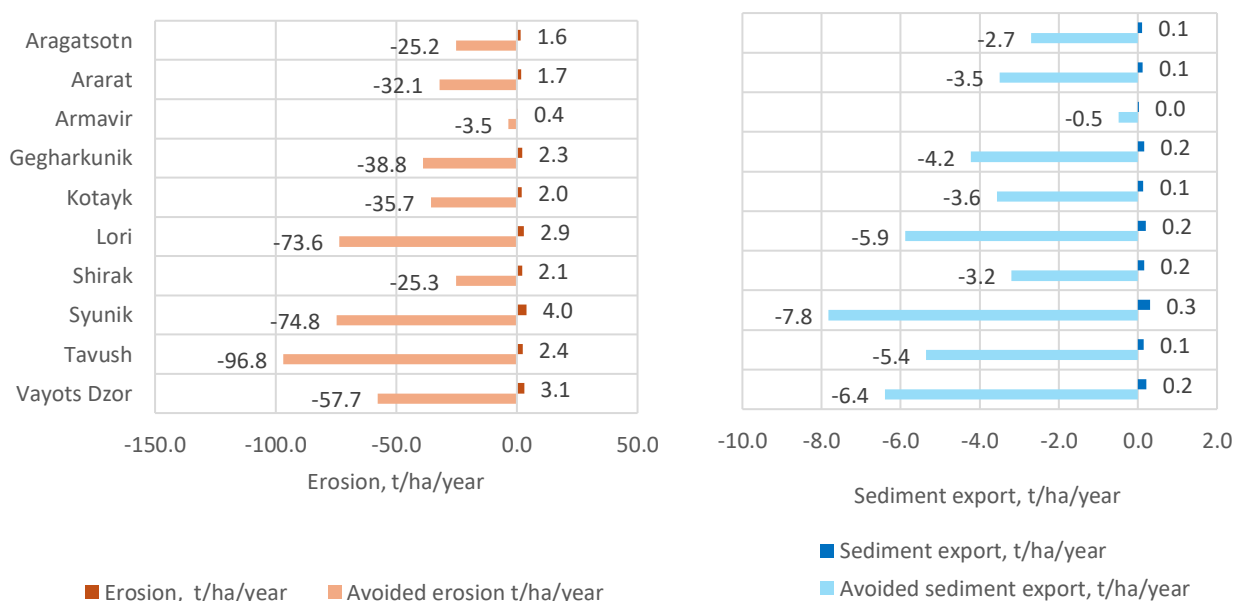 Aragatsotn
-25.2
1.6
Ararat
-32.1
1.7
Armavir
-3.5
0.4
Gegharkunik
-38.8
2.3
Kotayk
-35.7
2.0
Lori
-73.6
2.9
Shirak
-25.3
2.1
Syunik
-74.8
4.0
Tavush
-96.8
2.4
Vayots Dzor
-57.7
3.1
-150.0 -100.0 -50.0 0.0 50.0
Erosion, t/ha/year
Erosion, t/ha/year Avoided erosion t/ha/year
-2.7
0.1
-3.5
0.1
-0.5
0.0
-4.2
0.2
-3.6
0.1
-5.9
0.2
-3.2
0.2
-7.8
0.3
-5.4
0.1
-6.4
0.2
-10.0 -8.0 -6.0 -4.0 -2.0 0.0 2.0
Sediment export, t/ha/year
Sediment export, t/ha/year
Avoided sediment export, t/ha/year